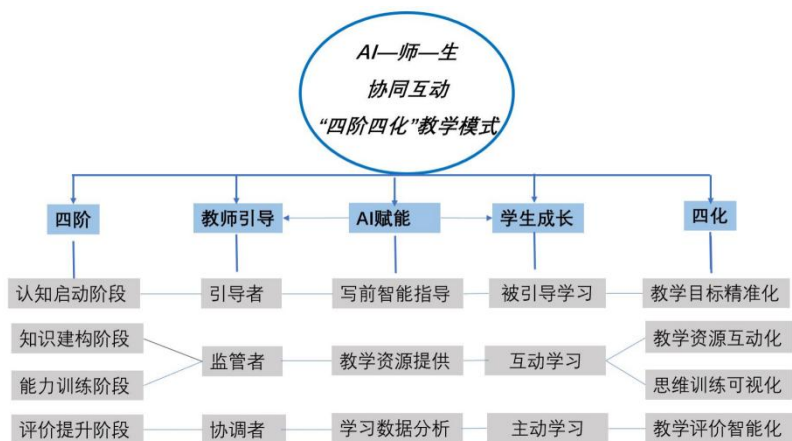 AI—师—生
协同互动
“四阶四化”教学模式
四阶 教师引导 AI赋能 学生成长 四化
认知启动阶段 引导者 写前智能指导 被引导学习 教学目标精准化
知识建构阶段 教学资源互动化
监管者 教学资源提供 互动学习
能力训练阶段 思维训练可视化
评价提升阶段 协调者 学习数据分析 主动学习 教学评价智能化